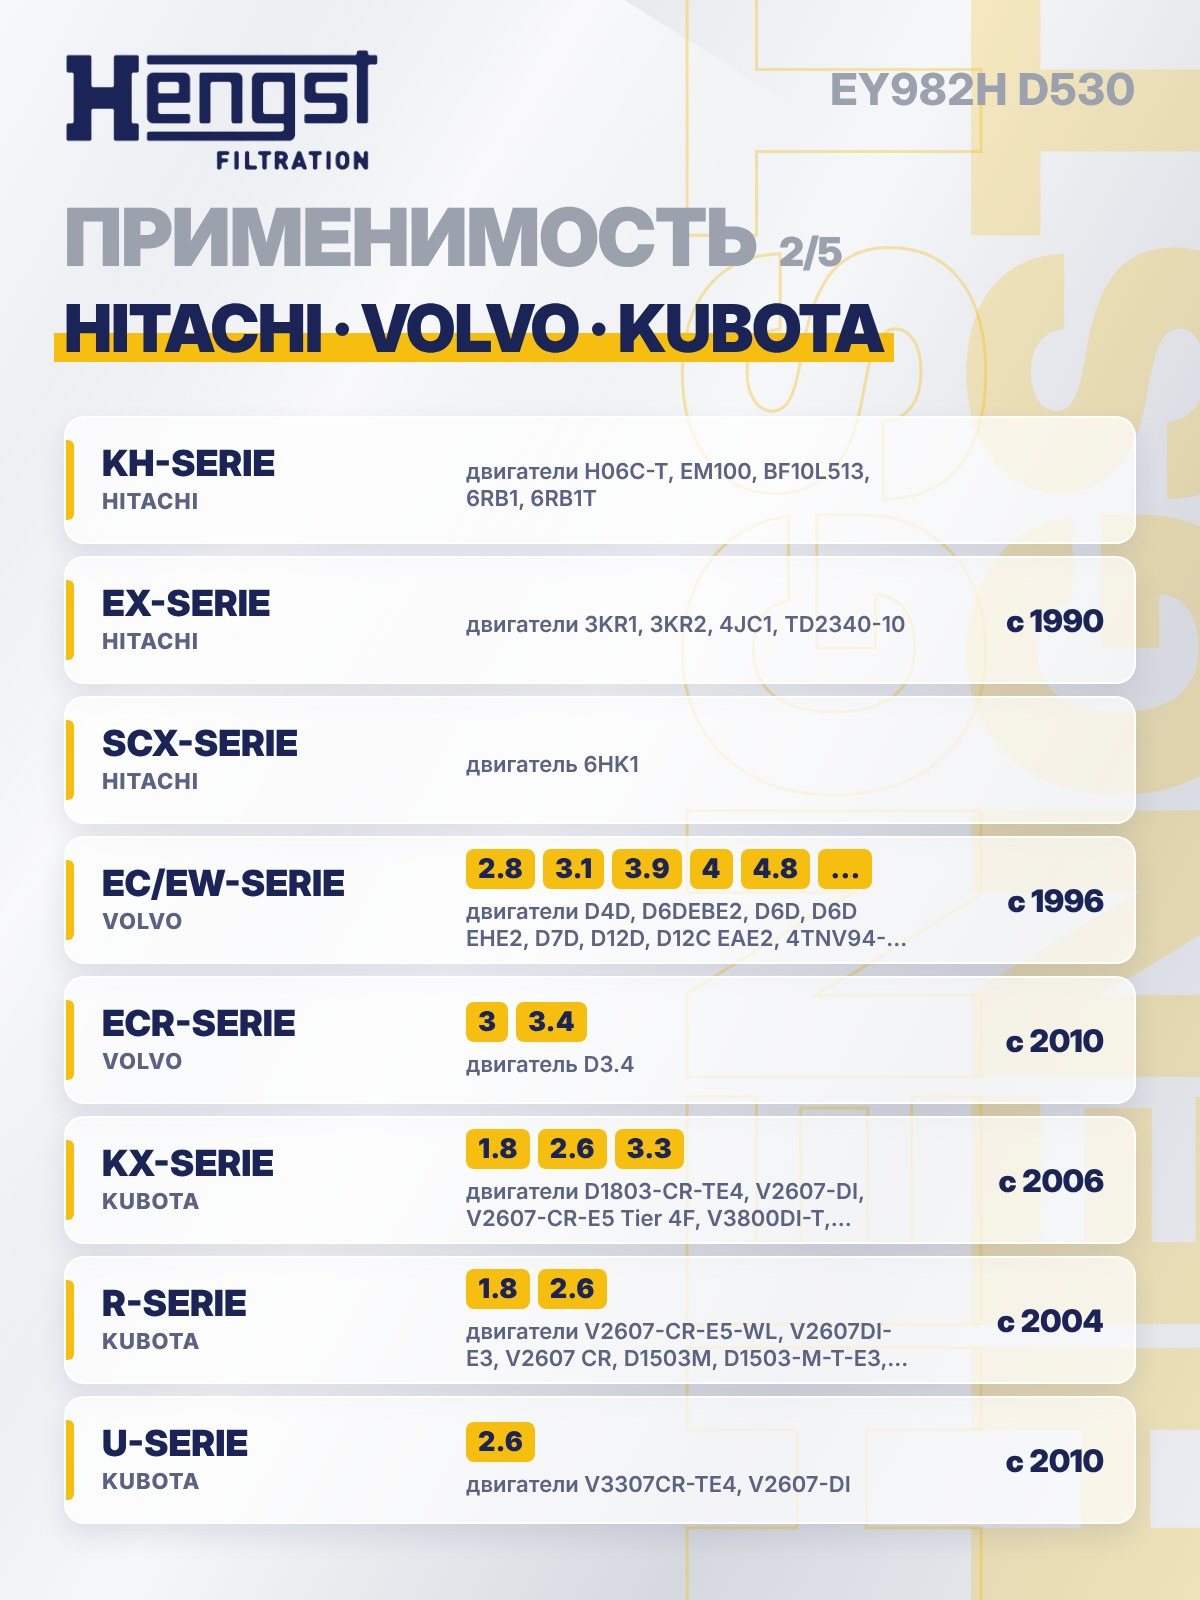 Hengst
FILTRATION
EY982H D530
ПРИМЕНИМОСТЬ 2/5
HITACHI · VOLVO · KUBOTA
KH-SERIE
HITACHI
двигатели H06C-T, EM100, BF10L513,
6RB1, 6RB1T
EX-SERIE
HITACHI
двигатели 3KR1, 3KR2, 4JC1, TD2340-10
с 1990
SCX-SERIE
HITACHI
двигатель 6HK1
EC/EW-SERIE
VOLVO
2.8 3.1 3.9 4 4.8 ...
двигатели D4D, D6DEBE2, D6D, D6D
EHE2, D7D, D12D, D12C EAE2, 4TNV94-...
с 1996
ECR-SERIE
VOLVO
3 3.4
двигатель D3.4
с 2010
KX-SERIE
KUBOTA
1.8 2.6 3.3
двигатели D1803-CR-TE4, V2607-DI,
V2607-CR-E5 Tier 4F, V3800DI-T,...
с 2006
R-SERIE
KUBOTA
1.8 2.6
двигатели V2607-CR-E5-WL, V2607DI-
E3, V2607 CR, D1503M, D1503-M-T-E3,...
с 2004
U-SERIE
KUBOTA
2.6
двигатели V3307CR-TE4, V2607-DI
с 2010
HENGST
HENGST